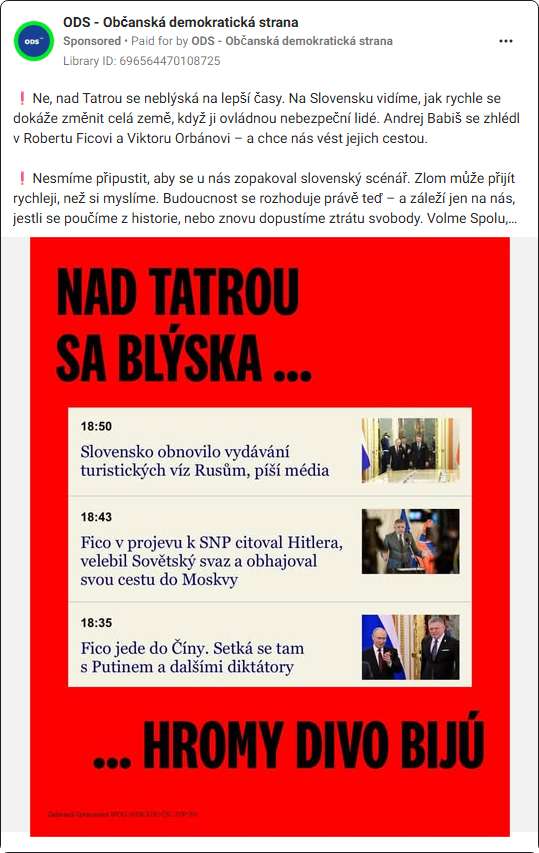 ODS - Občanská demokratická strana
Sponsored • Paid for by ODS - Občanská demokratická strana
Library ID: 696564470108725
ODS
❗ Ne, nad Tatrou se neblýská na lepší časy. Na Slovensku vidíme, jak rychle se
dokáže změnit celá země, když ji ovládnou nebezpeční lidé. Andrej Babiš se zhlédl
v Robertu Ficovi a Viktoru Orbánovi – a chce nás vést jejich cestou.
❗ Nesmíme připustit, aby se u nás zopakoval slovenský scénář. Zlom může přijít
rychleji, než si myslíme. Budoucnost se rozhoduje právě teď – a záleží jen na nás,
jestli se poučíme z historie, nebo znovu dopustíme ztrátu svobody. Volme Spolu,...
NAD TATROU
SA BLÝSKA ...
18:50
Slovensko obnovilo vydávání
turistických víz Rusům, píší média
18:43
Fico v projevu k SNP citoval Hitlera,
velebil Sovětský svaz a obhajoval
svou cestu do Moskvy
18:35
Fico jede do Číny. Setká se tam
s Putinem a dalšími diktátory
... HROMY DIVO BIJÚ